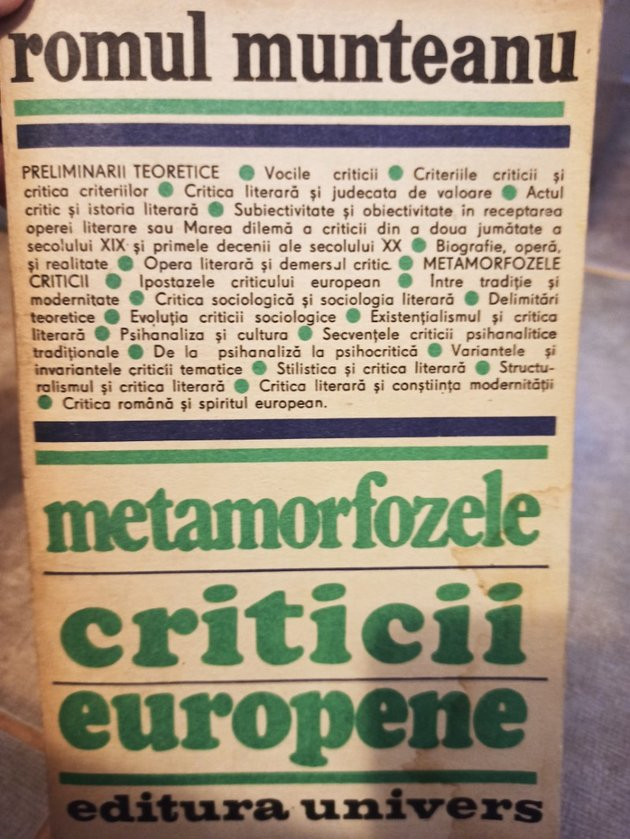 romul munteanu
PRELIMINARII TEORETICE ● Vocile criticii ● Criteriile criticii și
critica criteriilor ● Critica literară și judecata de valoare ● Actul
critic și istoria literară ● Subiectivitate și obiectivitate în receptarea
operei literare sau Marea dilemă a criticii din a doua jumătate a
secolului XIX și primele decenii ale secolului XX ● Biografie, operă,
și realitate ● Opera literară și demersul critic ● METAMORFOZELE
CRITICII ● Ipostazele criticului european ● Între tradiție și
modernitate ● Critica sociologică și sociologia literară ● Delimitări
teoretice ● Evoluția criticii sociologice ● Existențialismul și critica
literară ● Psihanaliza și cultura ● Secvențele criticii psihanalitice
tradiționale ● De la psihanaliză la psihocritică ● Variantele și
invariantele criticii tematice ● Stilistica și critica literară ● Structu-
ralismul și critica literară ● Critica literară și conștiința modernității
● Critica română și spiritul european.
metamorfozele
criticii
europene
editura univers